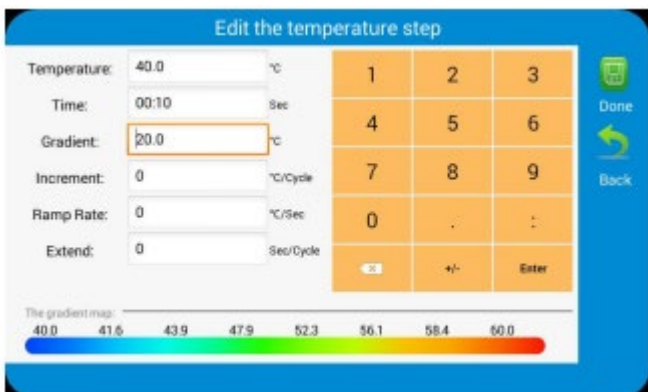 Edit the temperature step
Temperature: 40.0 °C
Time: 00:10 Sec
Gradient: 20.0 °C
Increment: 0 °C/Cycle
Ramp Rate: 0 °C/Sec
Extend: 0 Sec/Cycle
1 2 3
4 5 6
7 8 9
0 . :
+/- Enter
Done
Back
The gradient map:
40.0 41.6 43.9 47.9 52.3 56.1 58.4 60.0